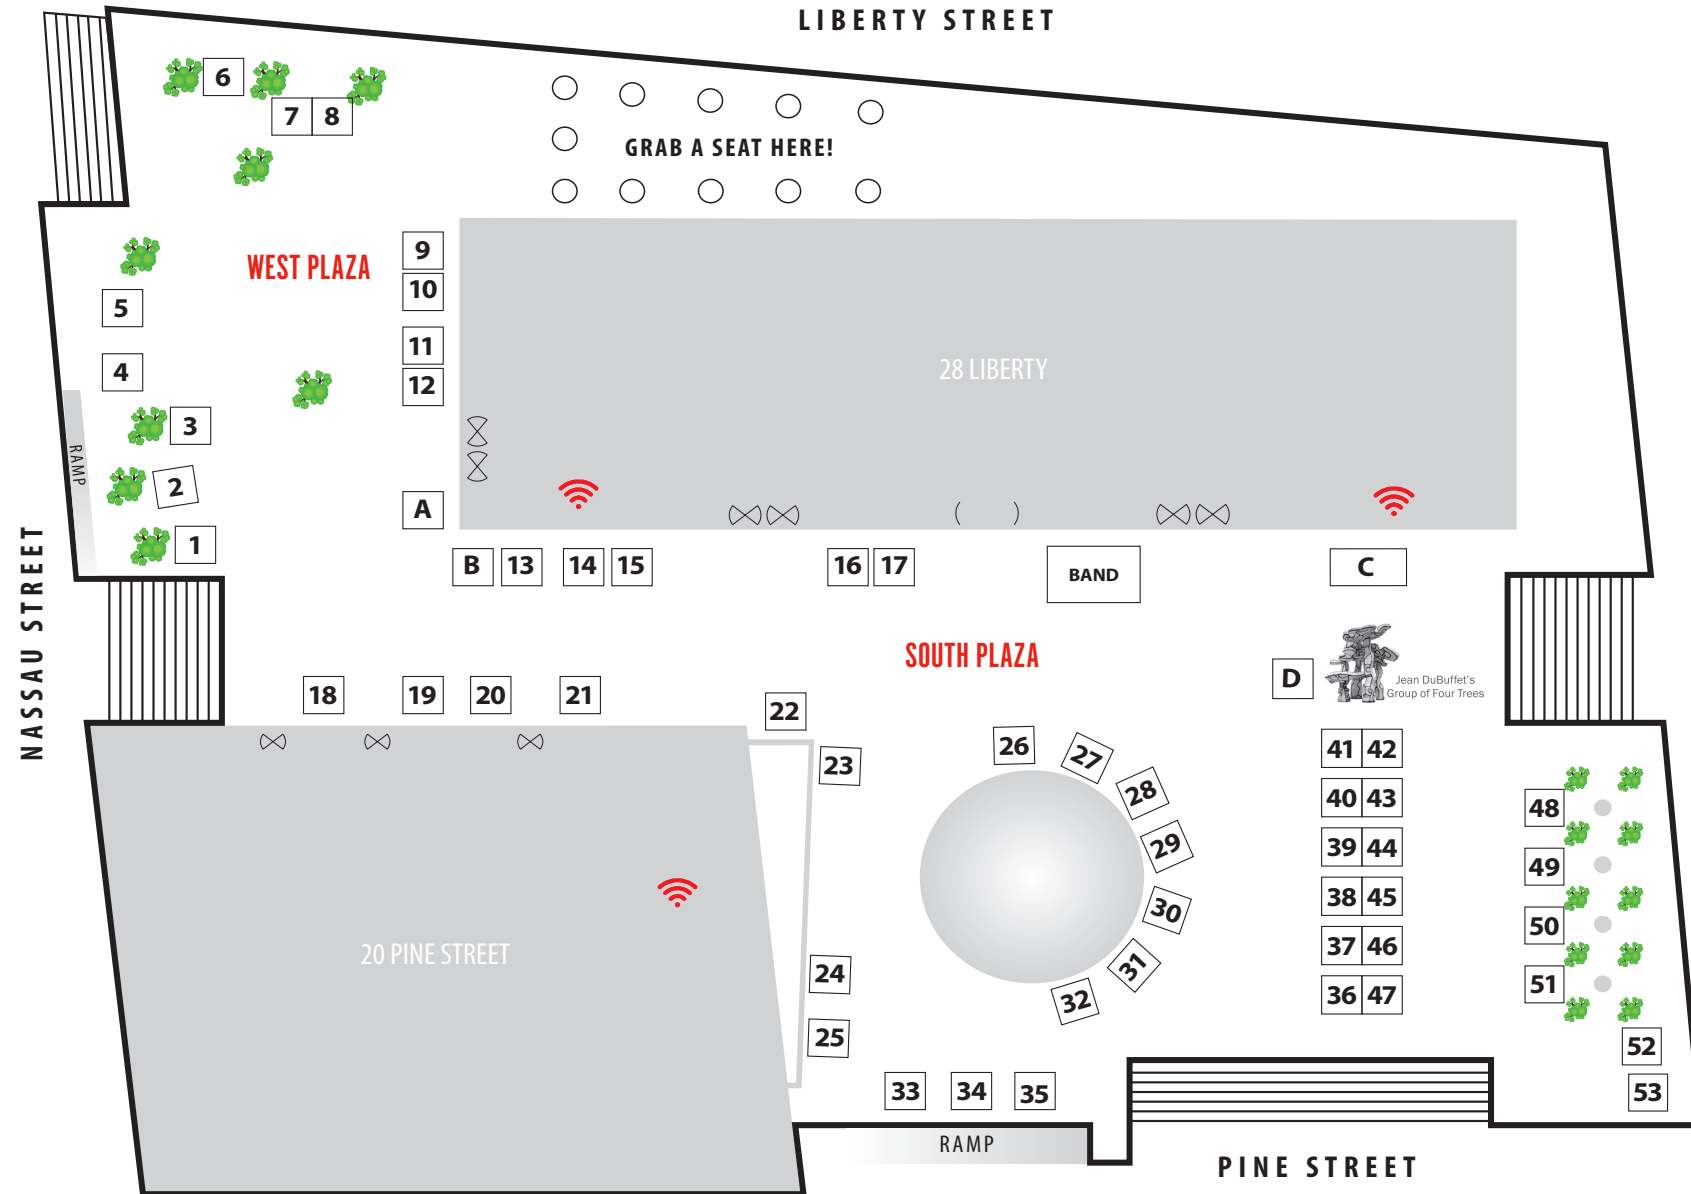 LIBERTY STREET
6
7 8
GRAB A SEAT HERE!
WEST PLAZA
9
10
5
11
4
12
28 LIBERTY
3
RAMP
2
A
1
NASSAU STREET
B 13 14 15 16 17
BAND
C
SOUTH PLAZA
D
Jean DuBuffet's
Group of Four Trees
18 19 20 21
22
23
26
27
28
29
30
31
32
41 42
40 43
39 44
38 45
37 46
36 47
48
49
50
51
20 PINE STREET
24
25
52
53
33 34 35
RAMP
PINE STREET